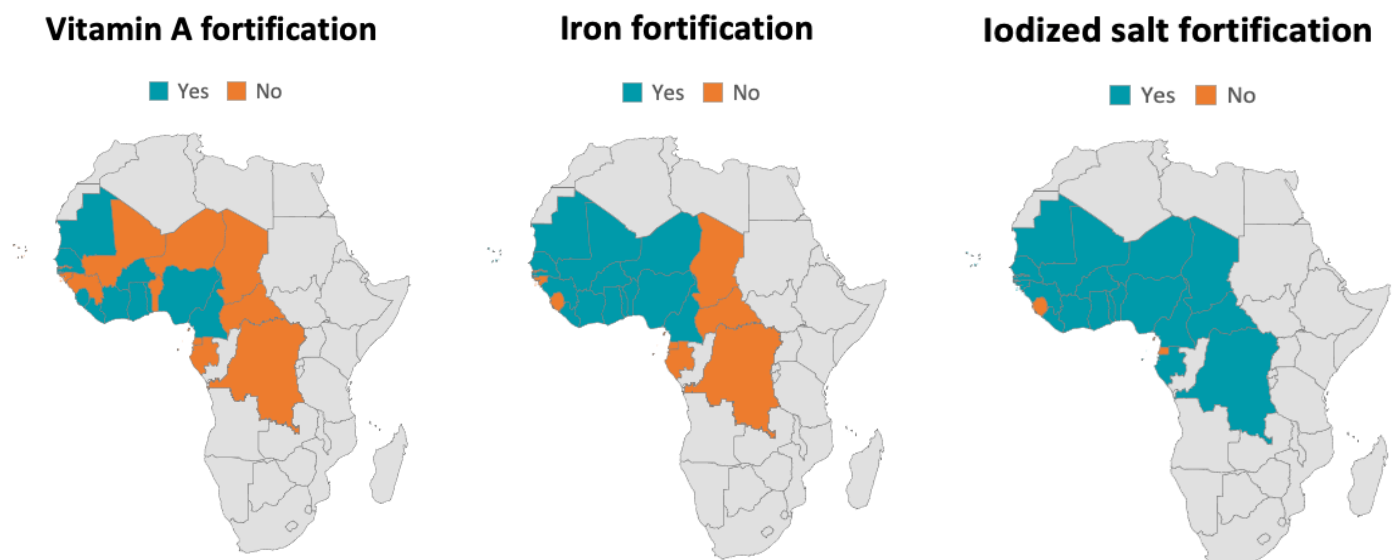 Vitamin A fortification
Yes No
Iron fortification
Yes No
Iodized salt fortification
Yes No